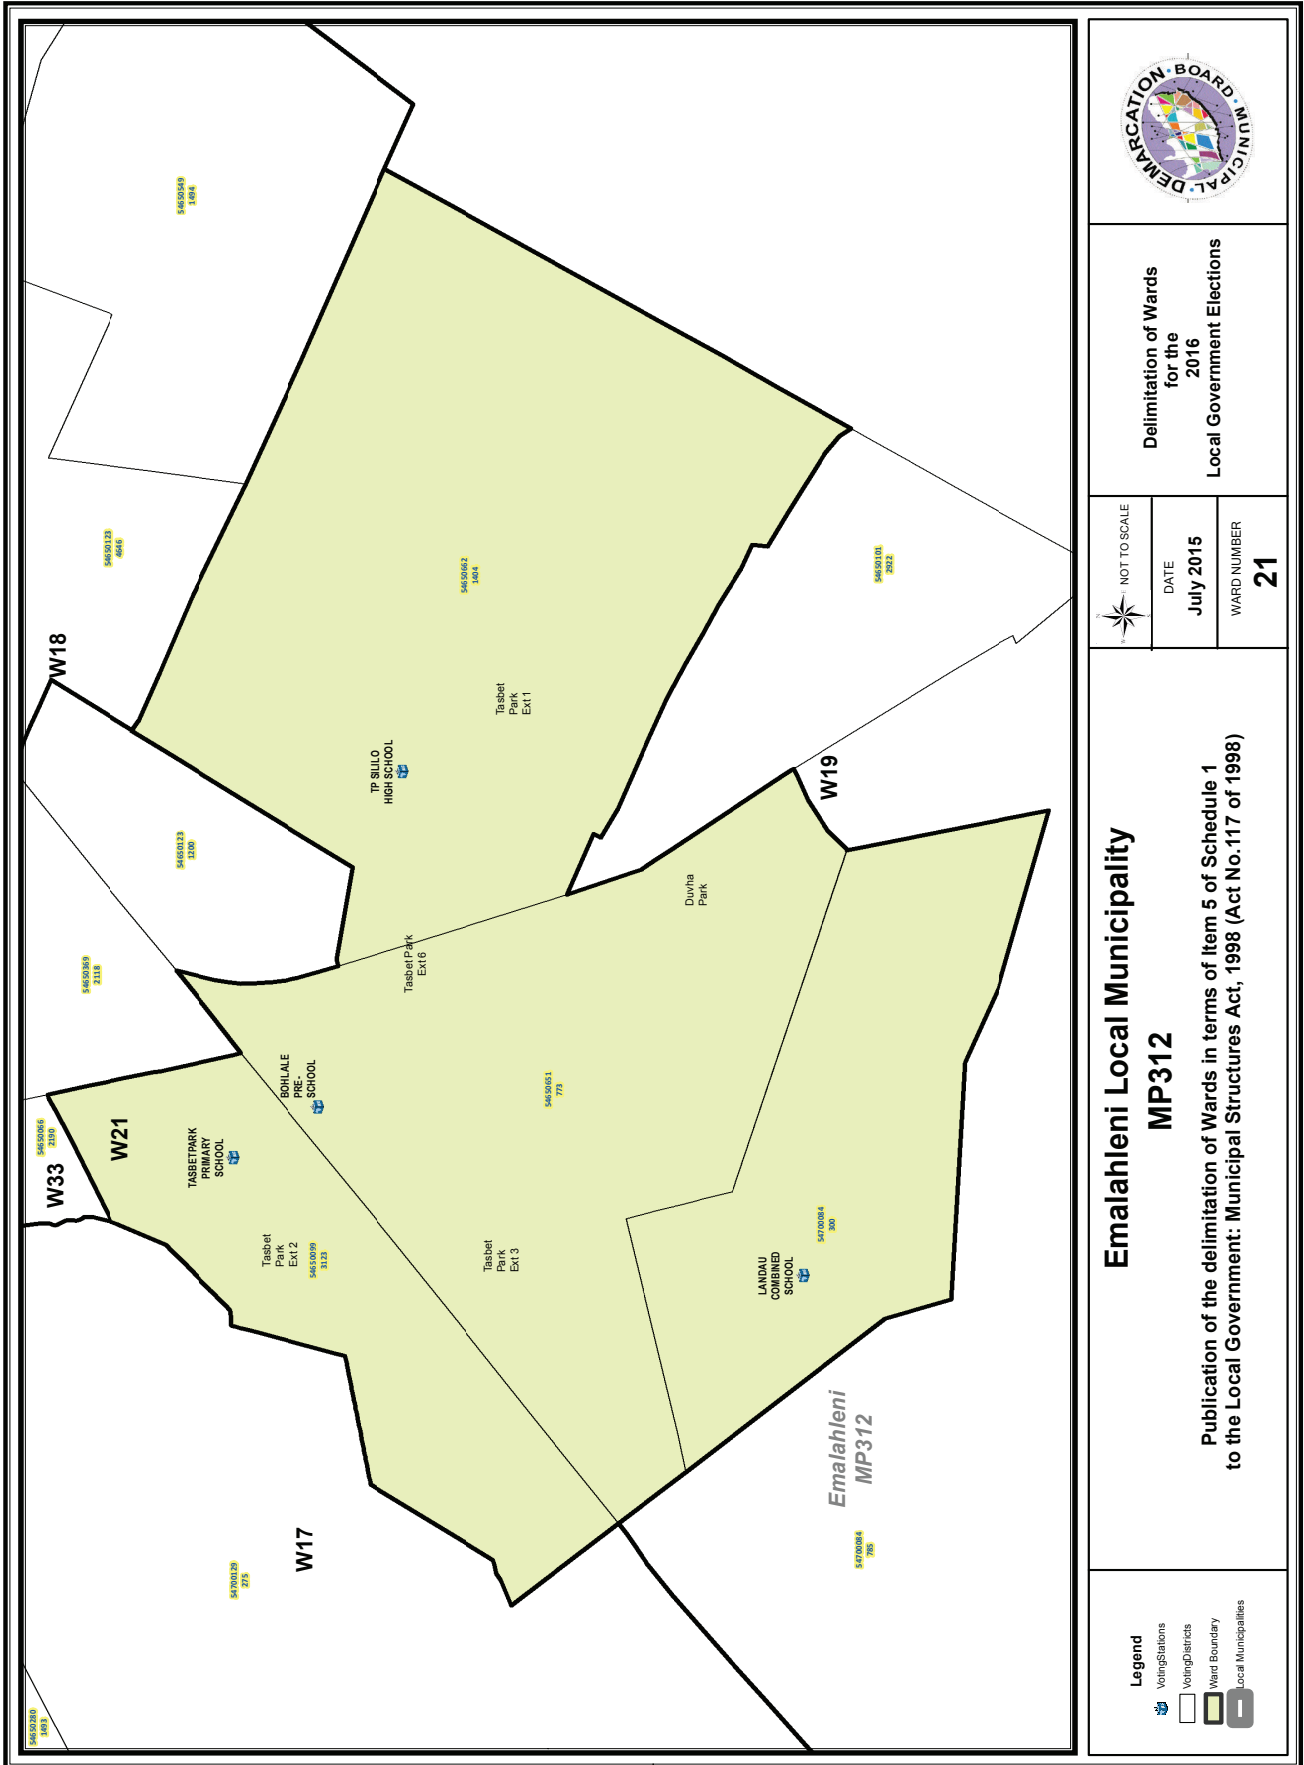 54650549
1494
54650123
4646
W18
54650662
1404
54650101
2922
Tasbet
Park
Ext 1
TP SILILO
HIGH SCHOOL
54650123
1200
W19
Duvha
Park
54650369
2118
Tasbet Park
Ext 6
BOHLALE
PRE-
SCHOOL
54650651
773
54650066
2190
W33
W21
TASBETPARK
PRIMARY
SCHOOL
Tasbet
Park
Ext 2
54650099
3123
Tasbet
Park
Ext 3
54700084
300
LANDAU
COMBINED
SCHOOL
Emalahleni
MP312
54700084
785
W17
54700129
275
54650280
1493
Legend
VotingStations
VotingDistricts
Ward Boundary
Local Municipalities
Emalahleni Local Municipality
MP312
Publication of the delimitation of Wards in terms of Item 5 of Schedule 1
to the Local Government: Municipal Structures Act, 1998 (Act No.117 of 1998)
N
W
E
S
NOT TO SCALE
DATE
July 2015
WARD NUMBER
21
Delimitation of Wards
for the
2016
Local Government Elections
MUNICIPAL · DEMARCATION · BOARD ·